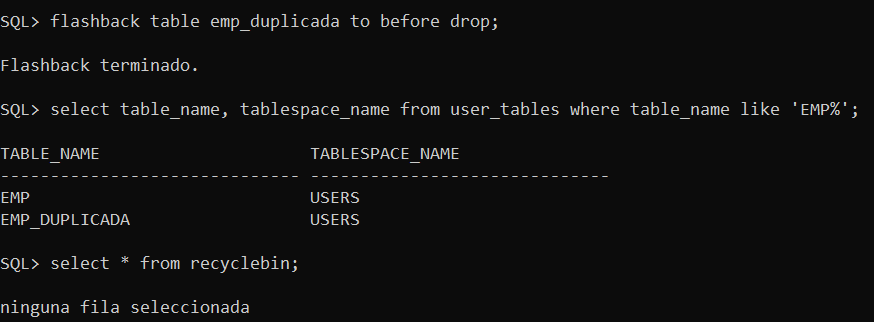 SQL> flashback table emp_duplicada to before drop;
Flashback terminado.
SQL> select table_name, tablespace_name from user_tables where table_name like 'EMP%';
TABLE_NAME                     TABLESPACE_NAME
------------------------------ ------------------------------
EMP                            USERS
EMP_DUPLICADA                  USERS
SQL> select * from recyclebin;
ninguna fila seleccionada